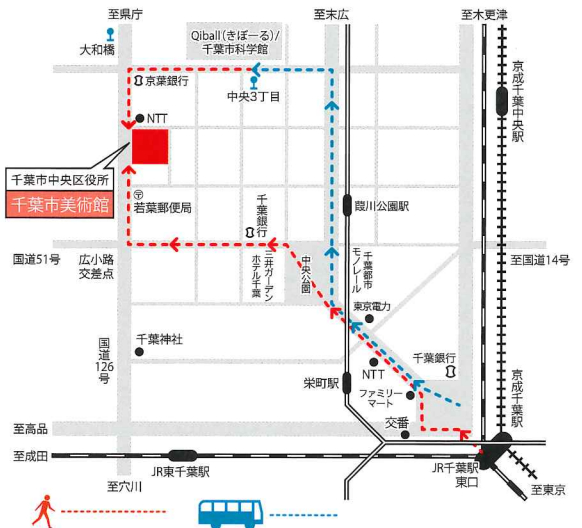 至県庁
至末広
至木更津
大和橋
Qiball(きぼーる)/
千葉市科学館
京葉銀行
中央3丁目
京成千葉中央駅
NTT
千葉市中央区役所
千葉市美術館
若葉郵便局
葭川公園駅
千葉銀行
国道51号
広小路
交差点
三井ガーデン
ホテル千葉
中央公園
千葉都市
モノレール
至国道14号
東京電力
千葉神社
国道
126号
千葉銀行
NTT
栄町駅
ファミリー
マート
京成千葉駅
至高品
交番
至成田
JR東千葉駅
JR千葉駅
東口
至穴川
至東京